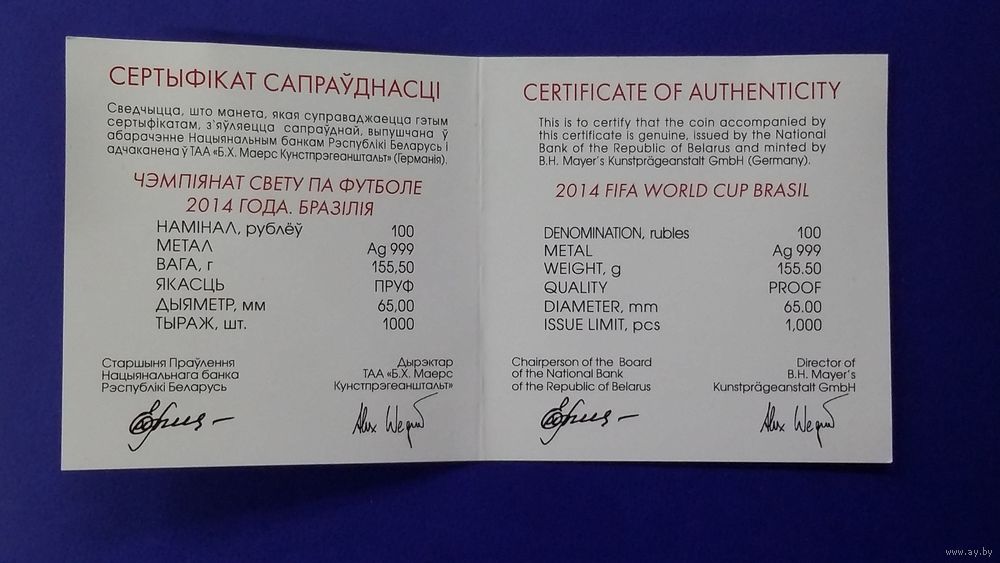 СЕРТЫФІКАТ САПРАЎДНАСЦІ
Сведчыцца, што манета, якая суправаджаецца гэтым
сертыфікатам, з'яўляецца сапраўднай, выпушчана ў
абарачэнне Нацыянальным банкам Рэспублікі Беларусь і
адчаканена ў ТАА «Б.Х. Маерс Кунстпрэгеанштальт» (Германія).
ЧЭМПІЯНАТ СВЕТУ ПА ФУТБОЛЕ
2014 ГОДА. БРАЗІЛІЯ
НАМІНАЛ, рублёў 100
МЕТАЛ Ag 999
ВАГА, г 155,50
ЯКАСЦЬ ПРУФ
ДЫЯМЕТР, мм 65,00
ТЫРАЖ, шт. 1000
Старшыня Праўлення
Нацыянальнага банка
Рэспублікі Беларусь
Дырэктар
ТАА «Б.Х. Маерс
Кунстпрэгеанштальт»
Alex Wegn
CERTIFICATE OF AUTHENTICITY
This is to certify that the coin accompanied by
this certificate is genuine, issued by the National
Bank of the Republic of Belarus and minted by
B.H. Mayer's Kunstprägeanstalt GmbH (Germany).
2014 FIFA WORLD CUP BRASIL
DENOMINATION, rubles 100
METAL Ag 999
WEIGHT, g 155.50
QUALITY PROOF
DIAMETER, mm 65.00
ISSUE LIMIT, pcs 1,000
Chairperson of the Board
of the National Bank
of the Republic of Belarus
Director of
B.H. Mayer's
Kunstprägeanstalt GmbH
www.ay.by